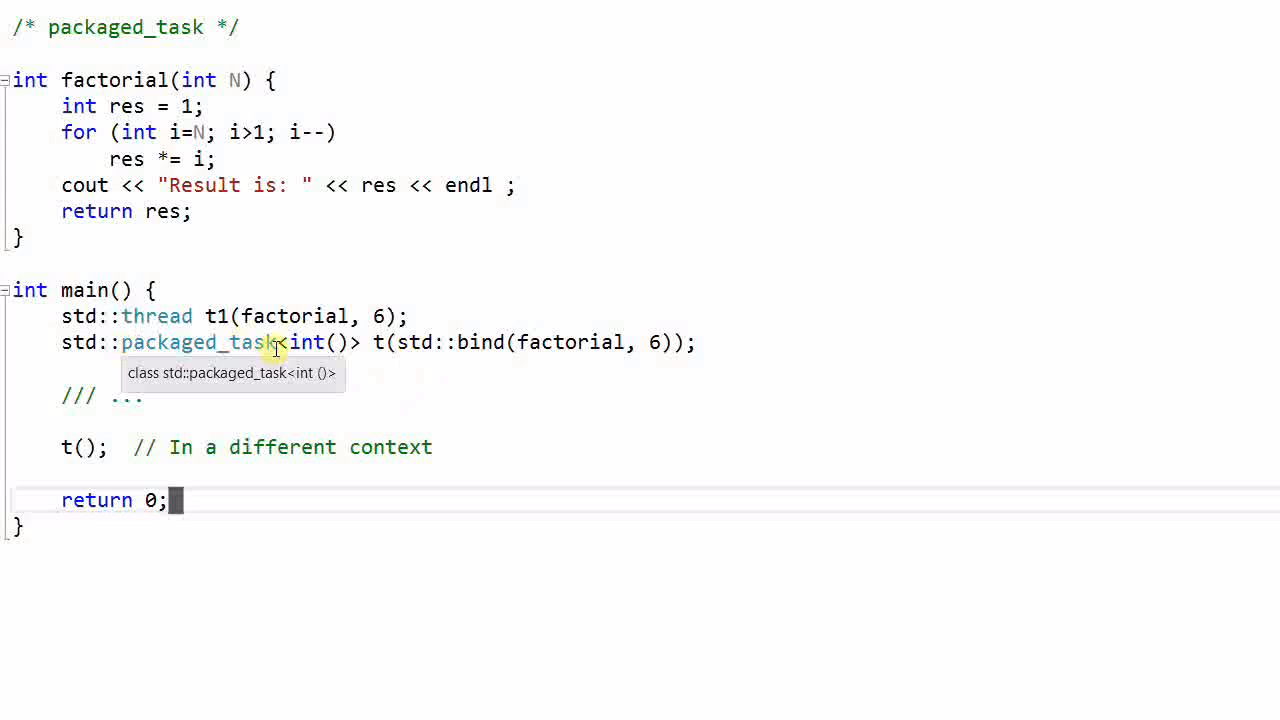 /* packaged_task */
int factorial(int N) {
    int res = 1;
    for (int i=N; i>1; i--)
        res *= i;
    cout << "Result is: " << res << endl ;
    return res;
}
int main() {
    std::thread t1(factorial, 6);
    std::packaged_task<int()> t(std::bind(factorial, 6));
class std::packaged_task<int ()>
    /// ...
    t();  // In a different context
    return 0;
}